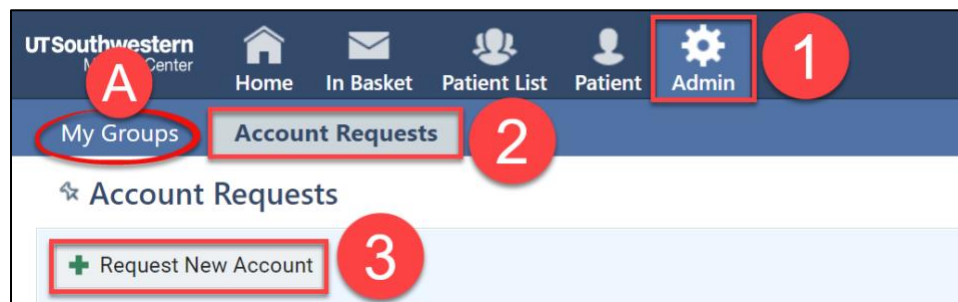 UTSouthwestern
Center
A
Home
In Basket
Patient List
Patient
Admin
1
My Groups
Account Requests
2
Account Requests
Request New Account
3